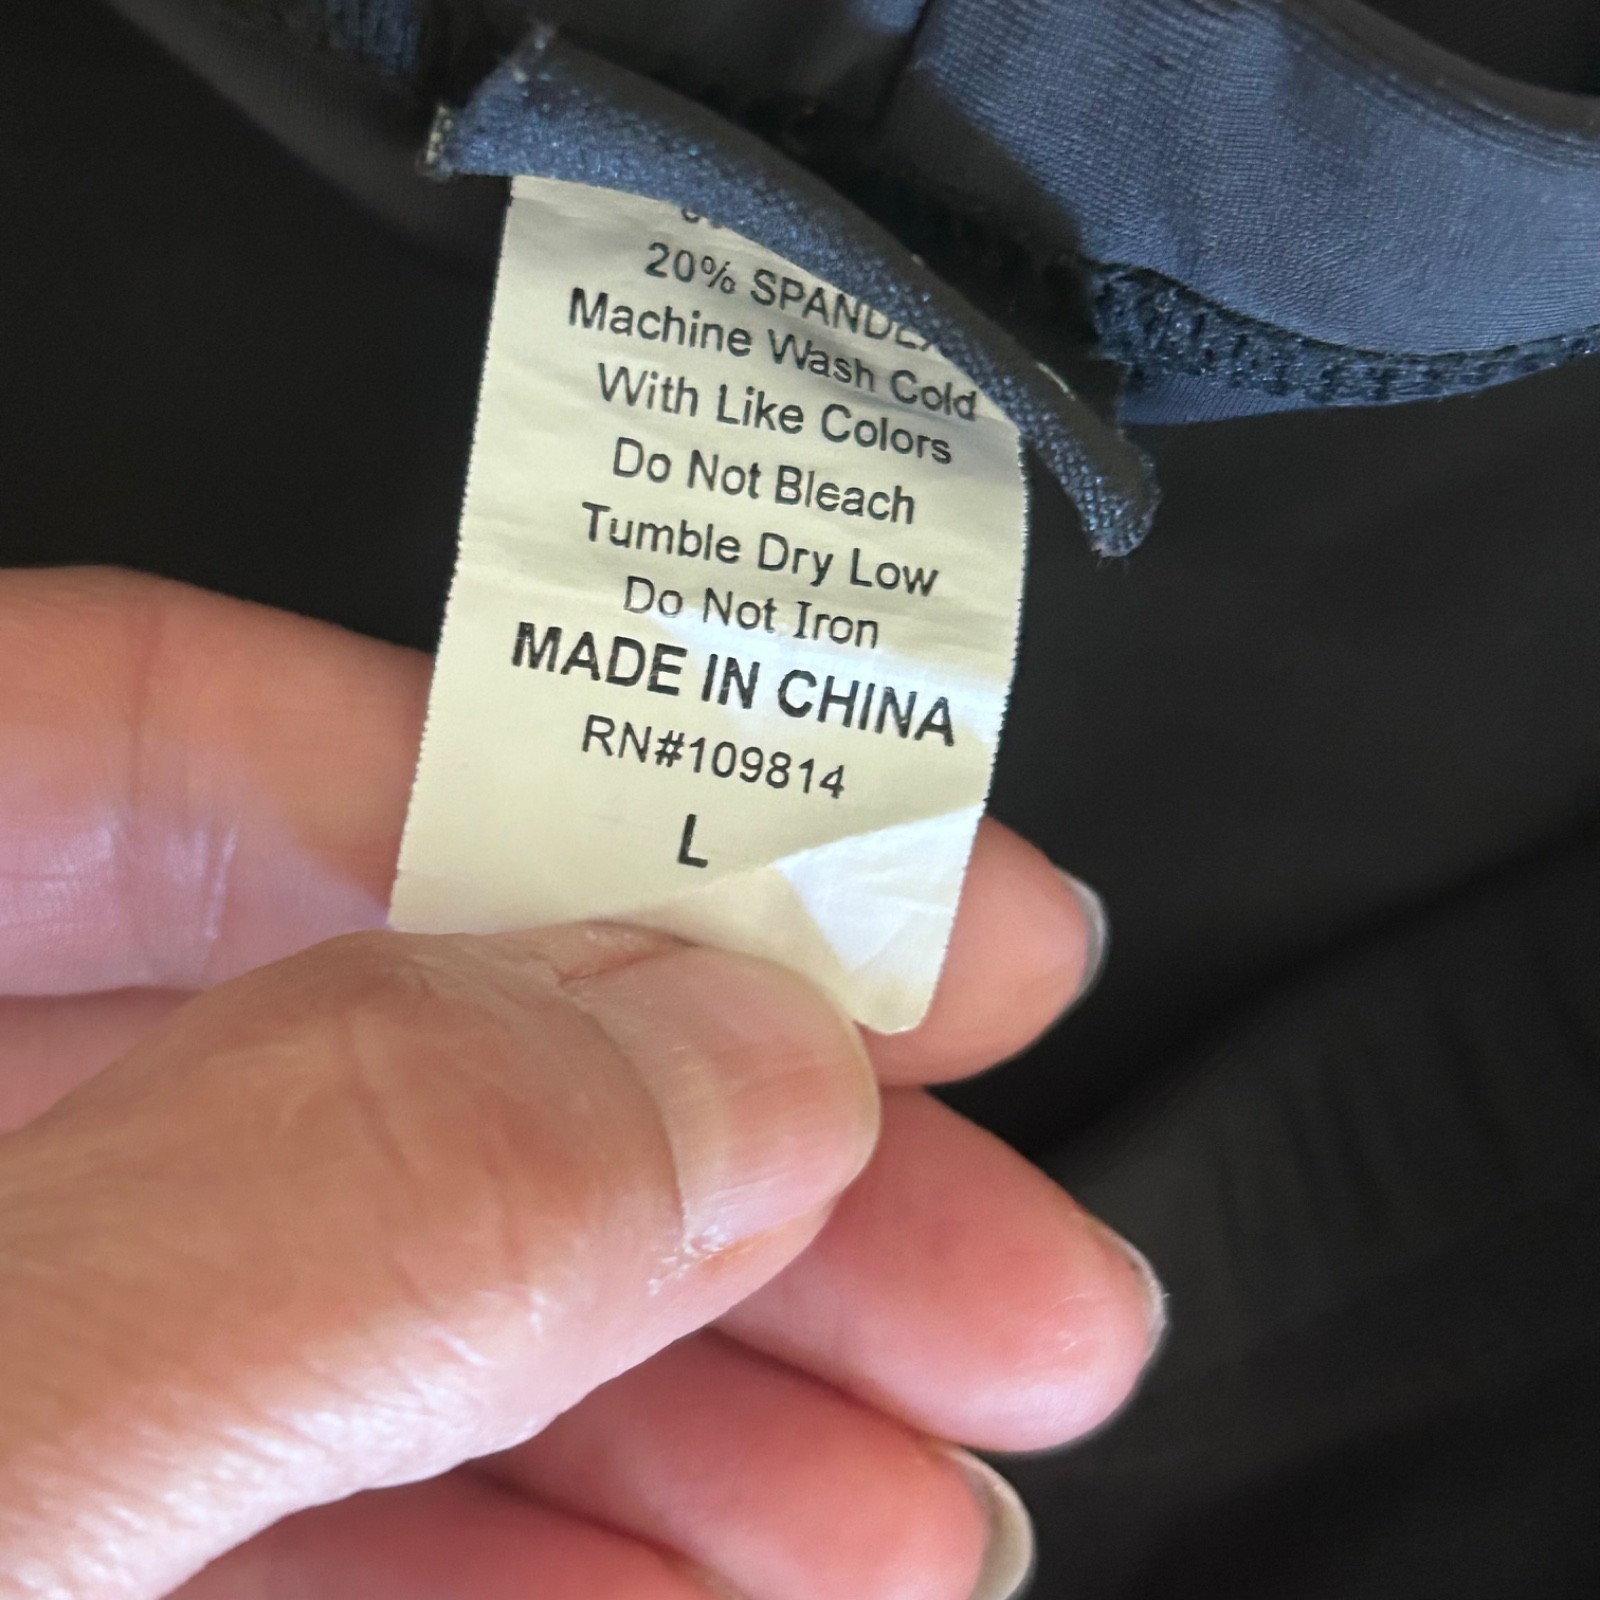 20% SPANDEX
Machine Wash Cold
With Like Colors
Do Not Bleach
Tumble Dry Low
Do Not Iron
MADE IN CHINA
RN#109814
L